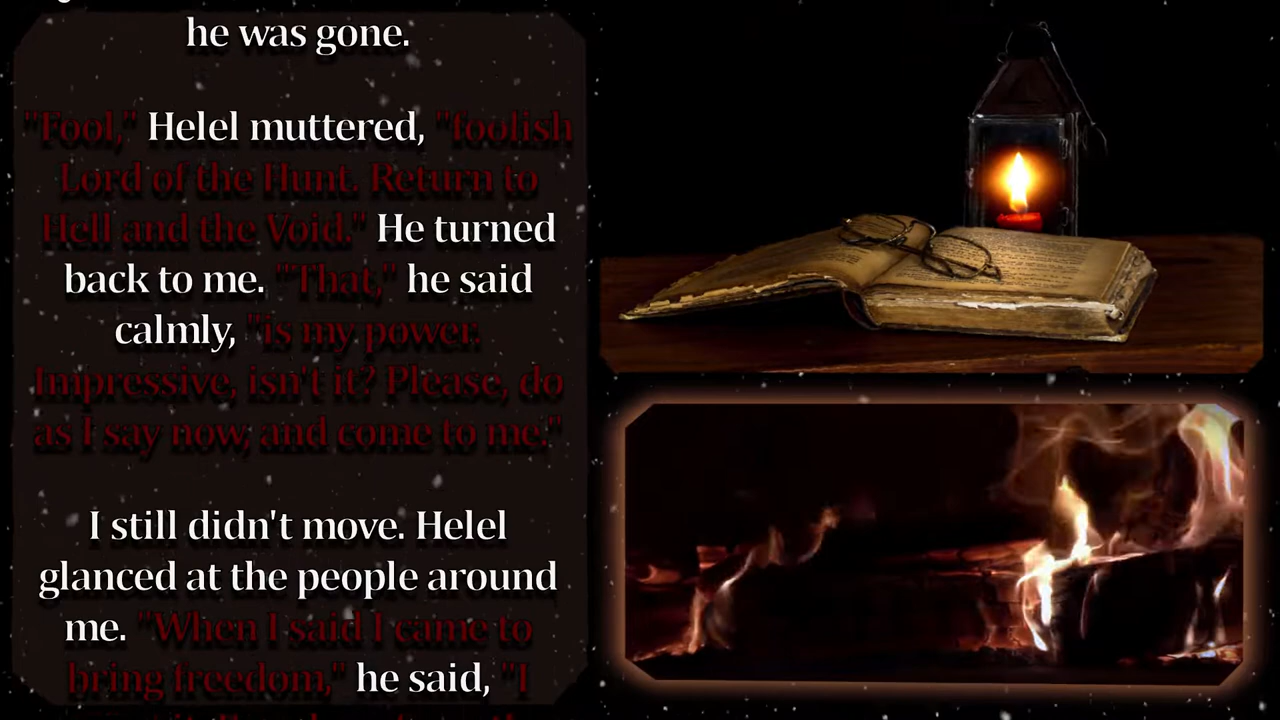 he was gone.
"Fool," Helel muttered, "foolish
Lord of the Hunt. Return to
Hell and the Void." He turned
back to me. "That," he said
calmly, "is my power.
Impressive, isn't it? Please, do
as I say now, and come to me."
I still didn't move. Helel
glanced at the people around
me. "When I said I came to
bring freedom," he said, "I